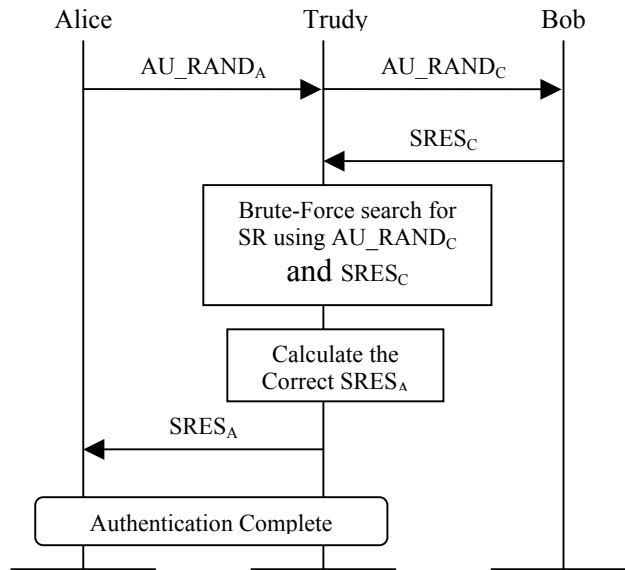 Alice Trudy Bob
AU_RANDA AU_RANDC
SRESC
Brute-Force search for
SR using AU_RANDC
and SRESC
Calculate the
Correct SRESA
SRESA
Authentication Complete